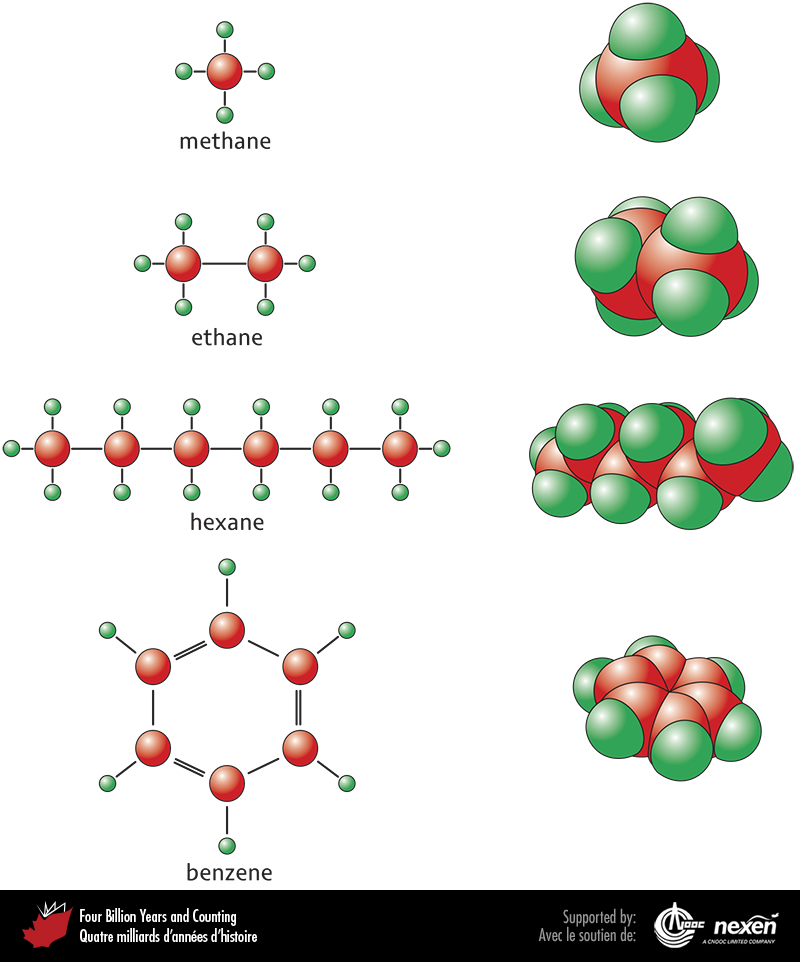 methane
ethane
hexane
benzene
Four Billion Years and Counting
Quatre milliards d'années d'histoire
Supported by:
Avec le soutien de:
CNOOC
nexen
A CNOOC LIMITED COMPANY